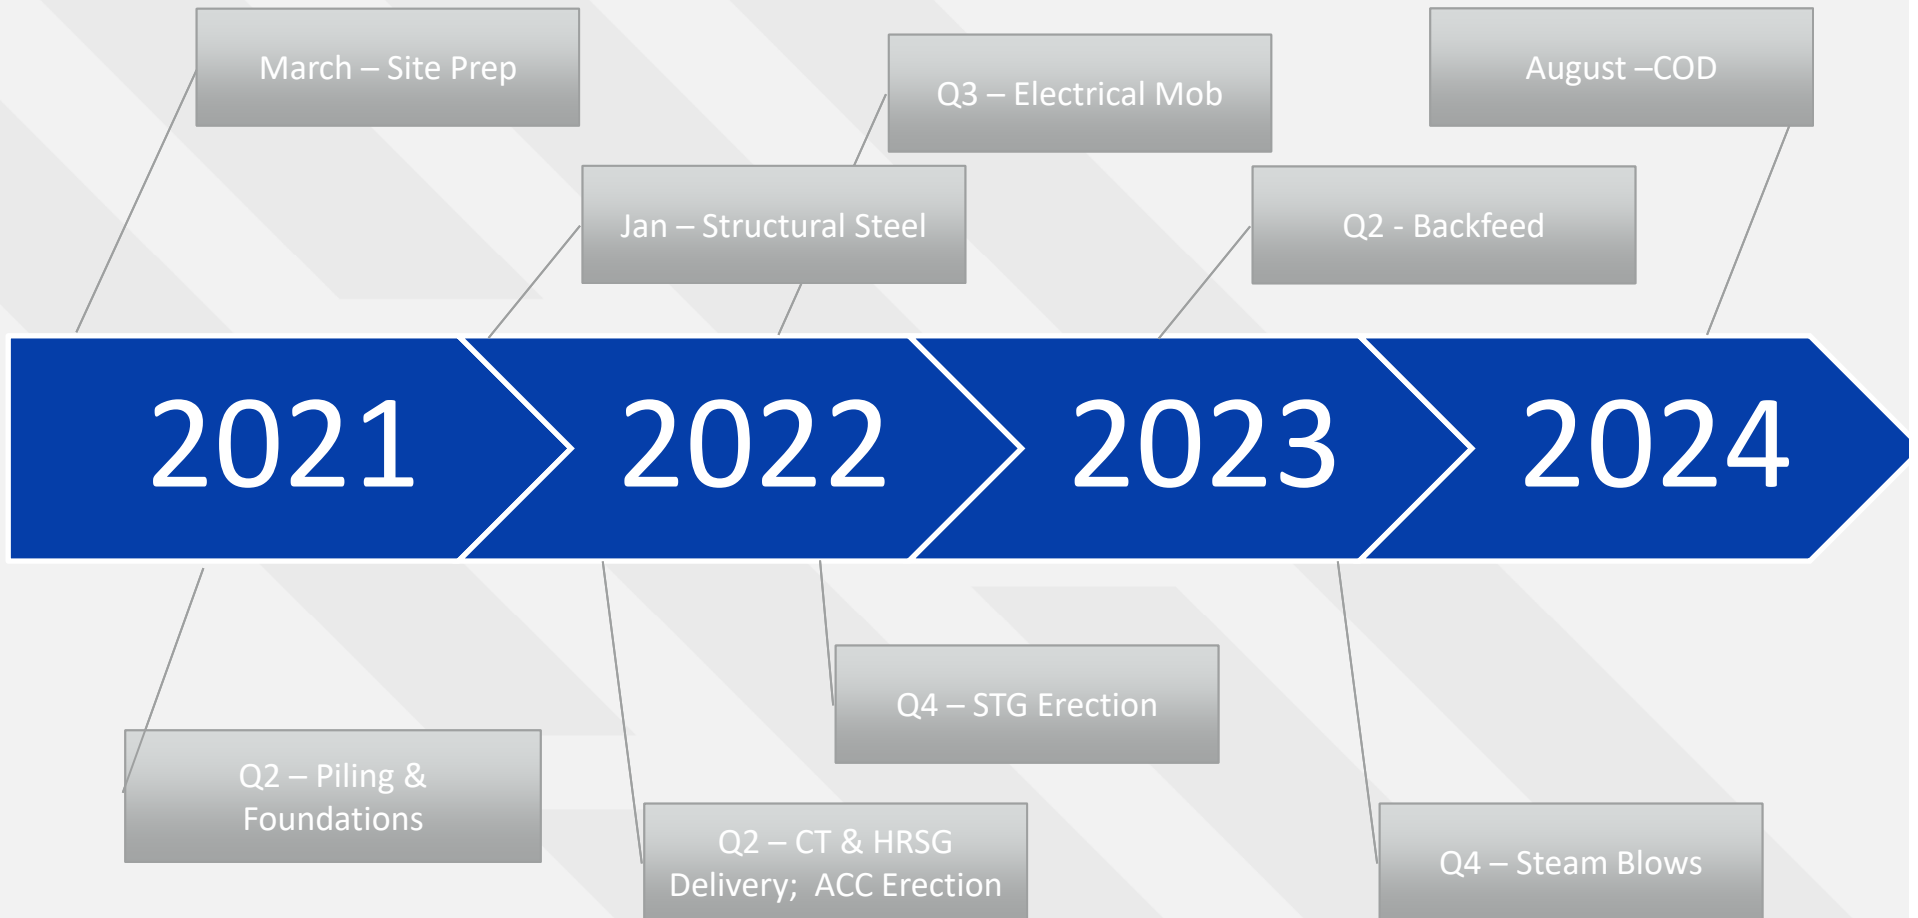 March – Site Prep
Q3 – Electrical Mob
August –COD
Jan – Structural Steel
Q2 - Backfeed
2021
2022
2023
2024
Q4 – STG Erection
Q2 – Piling &
Foundations
Q2 – CT & HRSG
Delivery;  ACC Erection
Q4 – Steam Blows